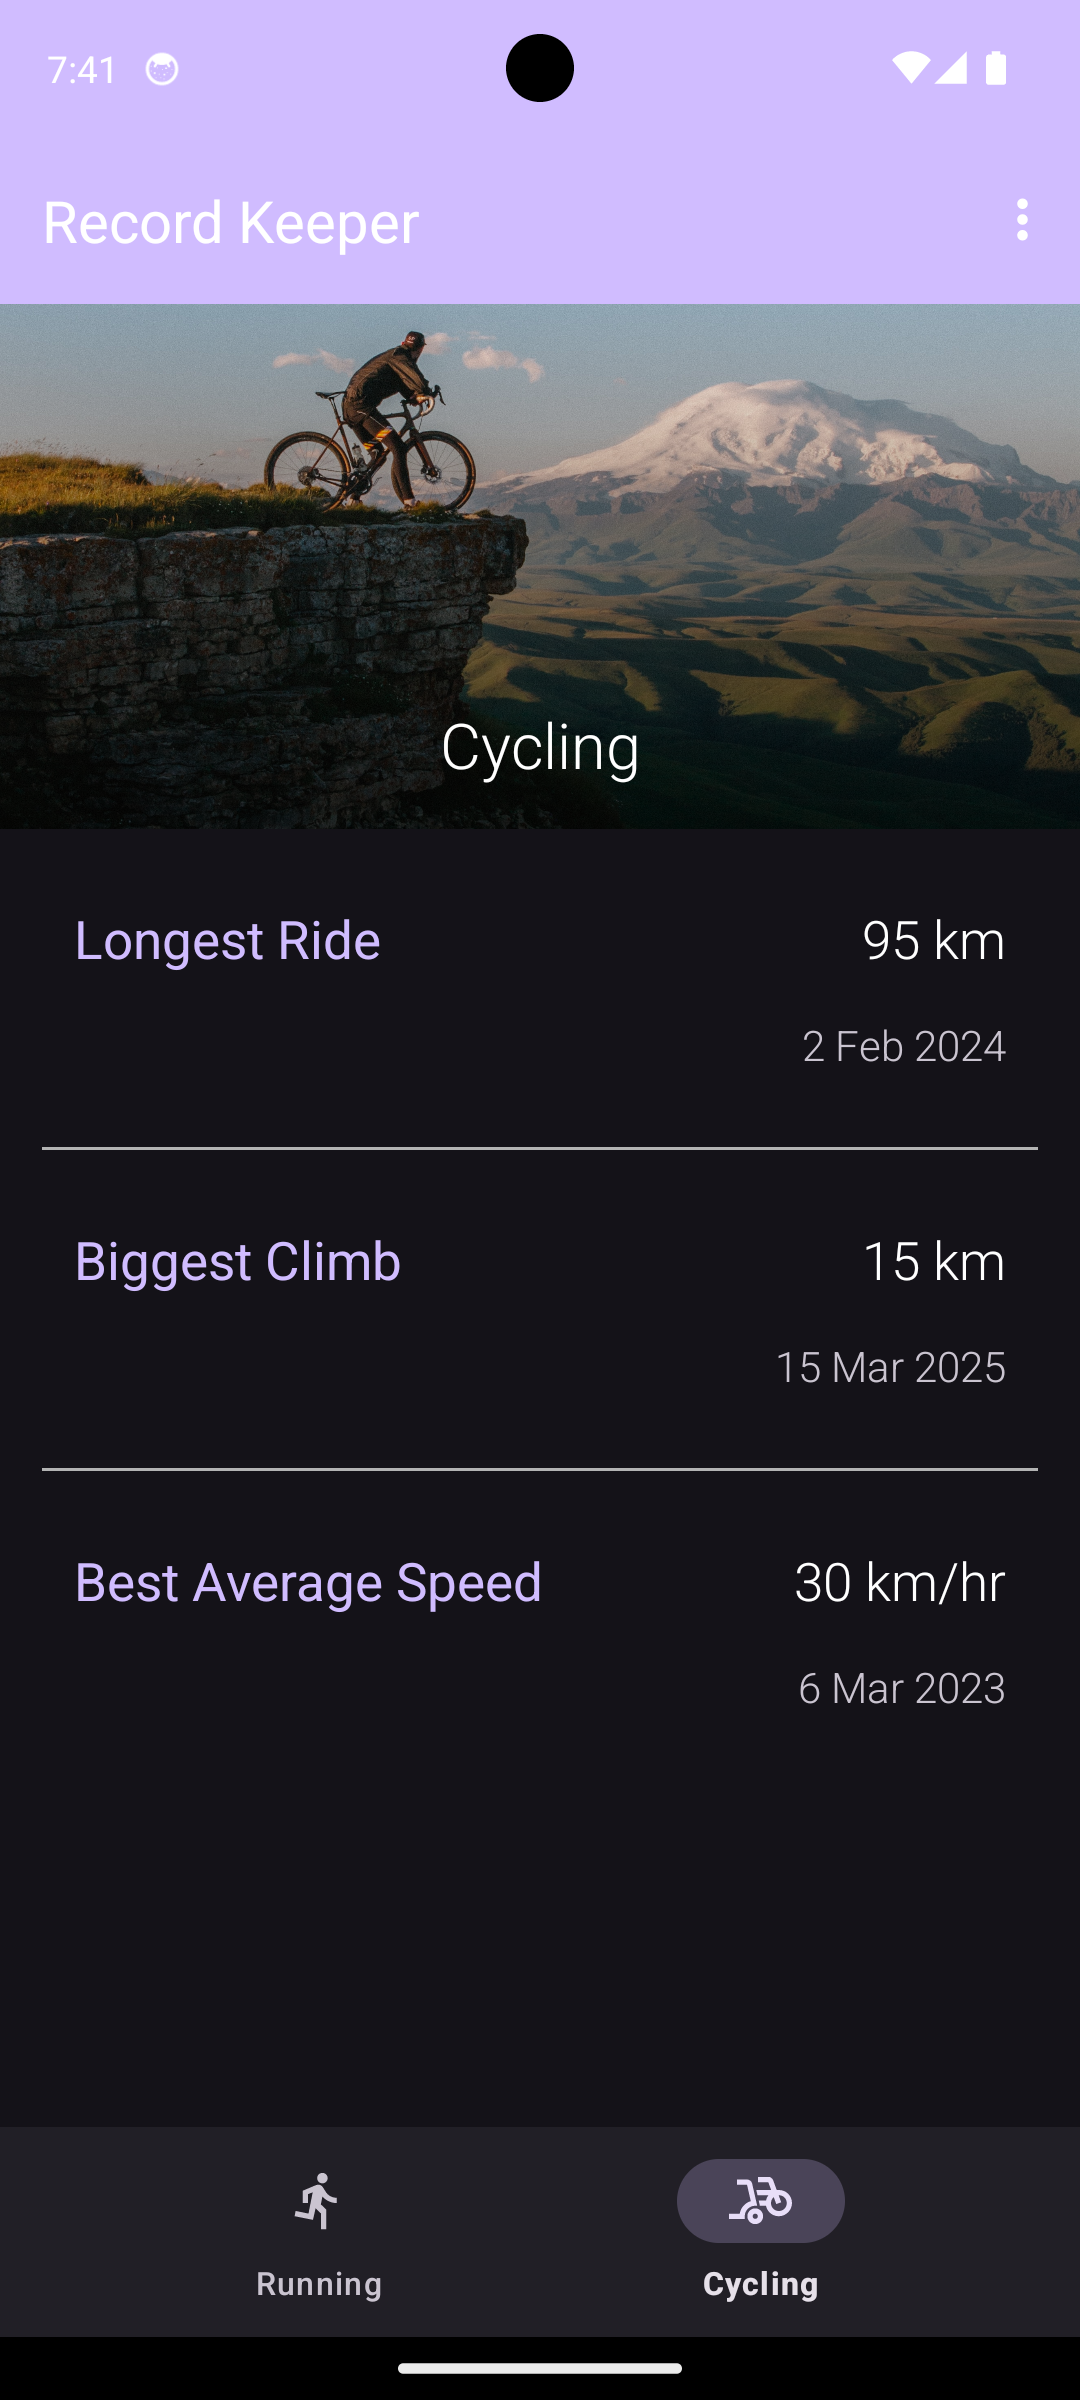 7:41
Record Keeper
Cycling
Longest Ride
95 km
2 Feb 2024
Biggest Climb
15 km
15 Mar 2025
Best Average Speed
30 km/hr
6 Mar 2023
Running
Cycling